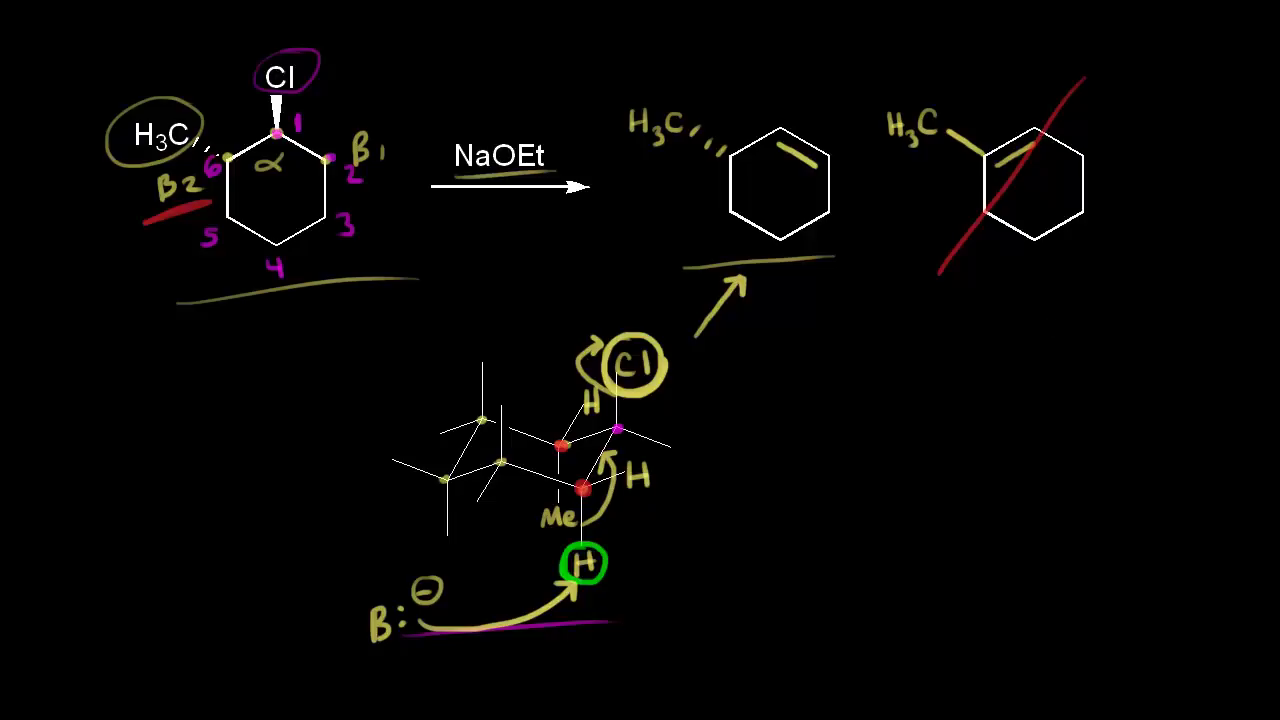 Cl
H₃C 1
6 α 2 β₁
β₂
5 3
4
NaOEt
H₃C
H₃C
Cl
H
H
Me
H
B:⊖